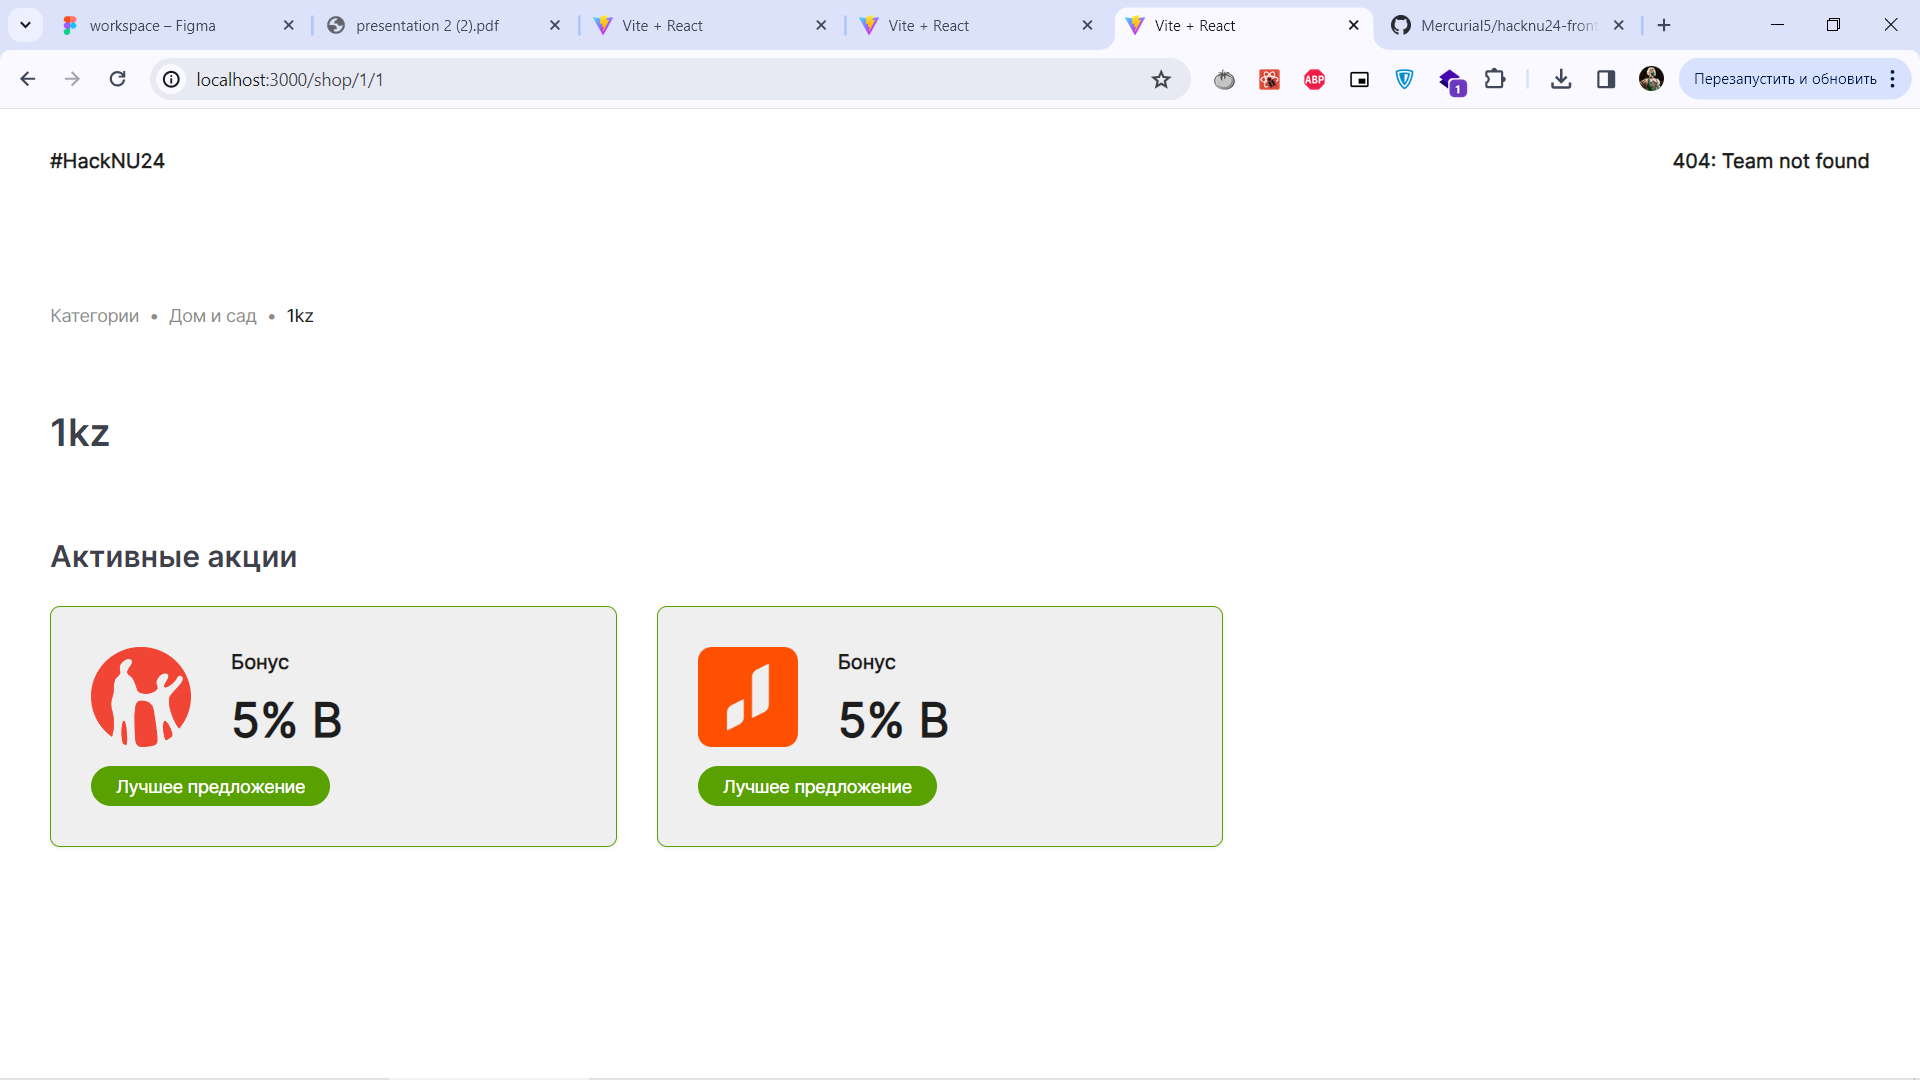 workspace – Figma
presentation 2 (2).pdf
Vite + React
Vite + React
Vite + React
Mercurial5/hacknu24-front
localhost:3000/shop/1/1
ABP
1
Перезапустить и обновить
#HackNU24
404: Team not found
Категории • Дом и сад • 1kz
1kz
Активные акции
Бонус
5% Б
Лучшее предложение
Бонус
5% Б
Лучшее предложение